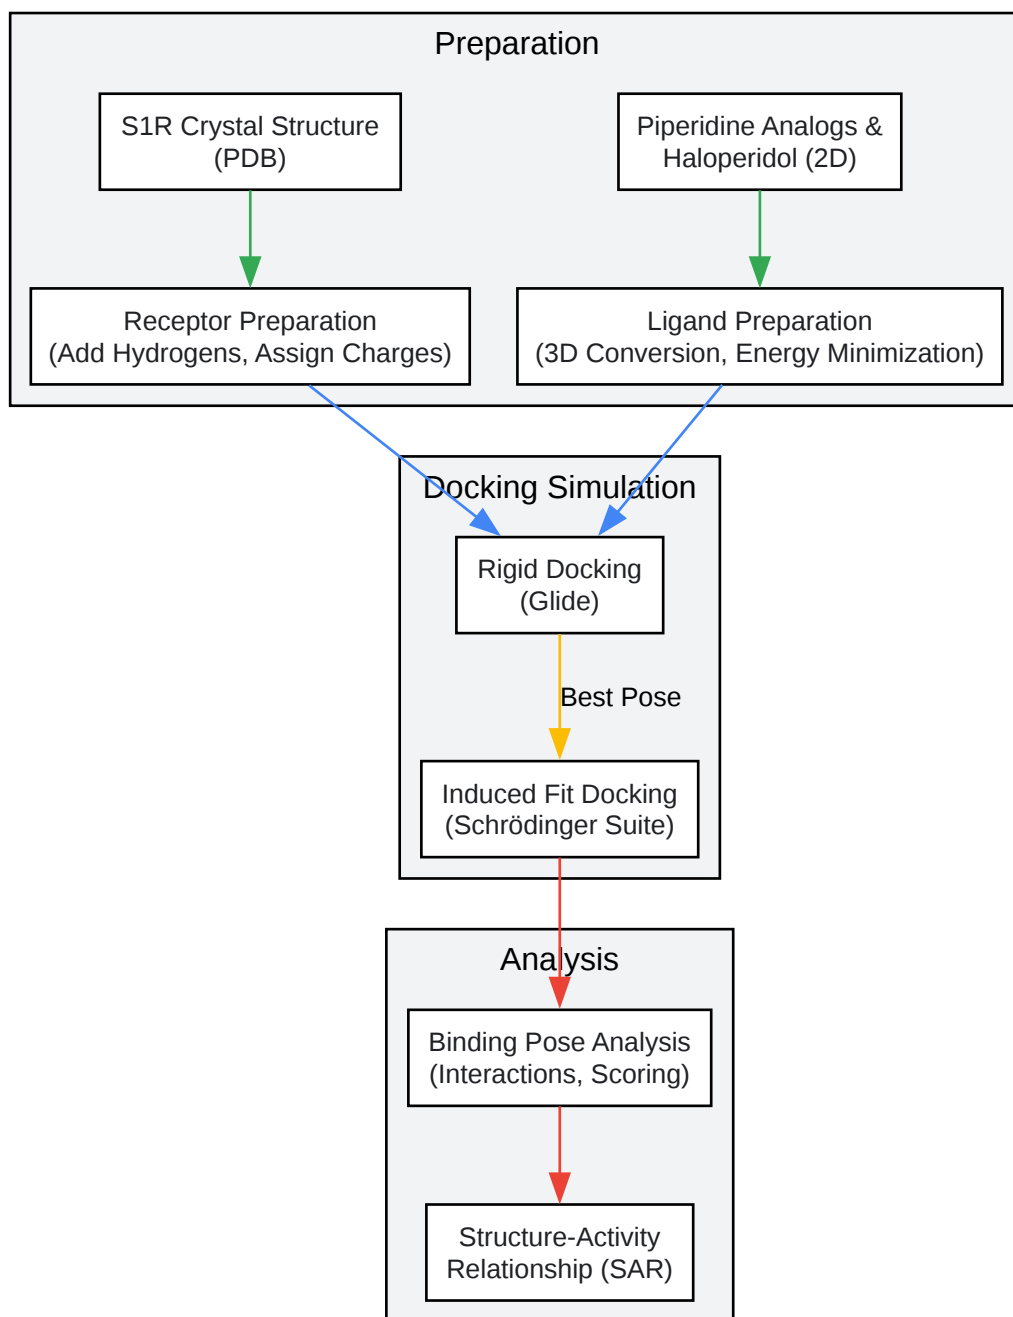 Preparation
S1R Crystal Structure
(PDB)
Piperidine Analogs &
Haloperidol (2D)
Receptor Preparation
(Add Hydrogens, Assign Charges)
Ligand Preparation
(3D Conversion, Energy Minimization)
Docking Simulation
Rigid Docking
(Glide)
Best Pose
Induced Fit Docking
(Schrödinger Suite)
Analysis
Binding Pose Analysis
(Interactions, Scoring)
Structure-Activity
Relationship (SAR)